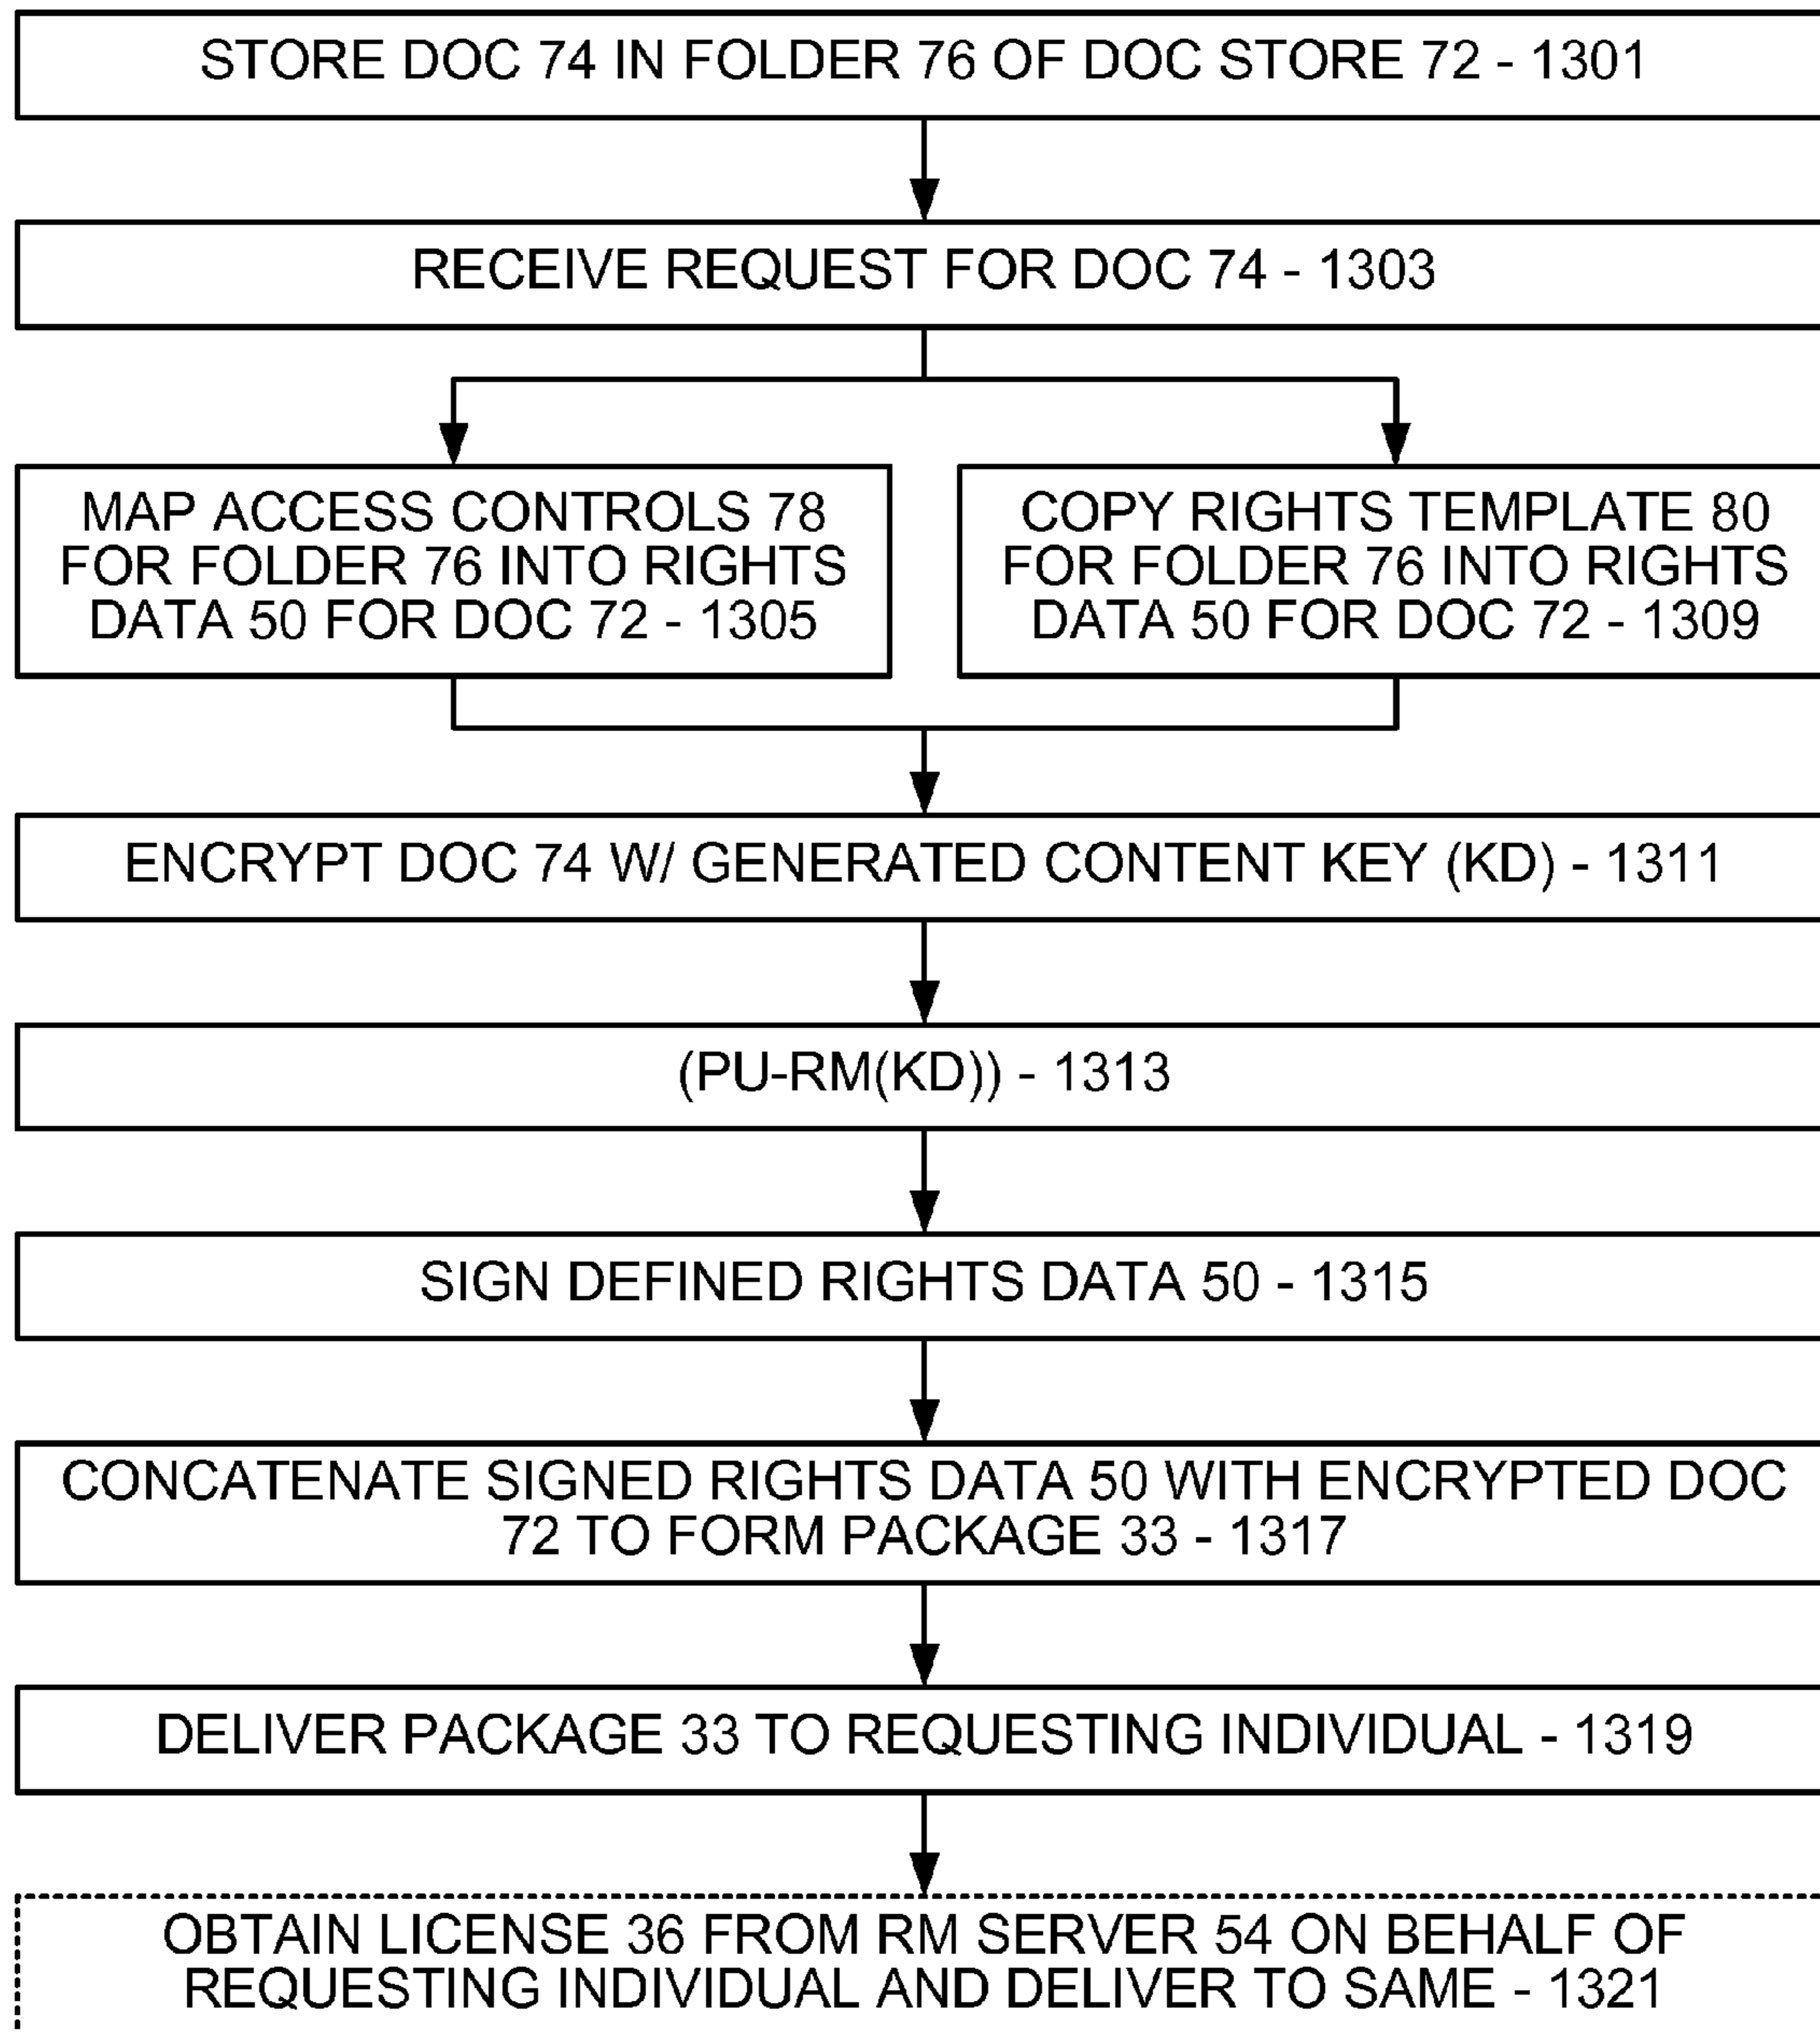 STORE DOC 74 IN FOLDER 76 OF DOC STORE 72 - 1301
RECEIVE REQUEST FOR DOC 74 - 1303
MAP ACCESS CONTROLS 78
FOR FOLDER 76 INTO RIGHTS
DATA 50 FOR DOC 72 - 1305
COPY RIGHTS TEMPLATE 80
FOR FOLDER 76 INTO RIGHTS
DATA 50 FOR DOC 72 - 1309
ENCRYPT DOC 74 W/ GENERATED CONTENT KEY (KD) - 1311
(PU-RM(KD)) - 1313
SIGN DEFINED RIGHTS DATA 50 - 1315
CONCATENATE SIGNED RIGHTS DATA 50 WITH ENCRYPTED DOC
72 TO FORM PACKAGE 33 - 1317
DELIVER PACKAGE 33 TO REQUESTING INDIVIDUAL - 1319
OBTAIN LICENSE 36 FROM RM SERVER 54 ON BEHALF OF
REQUESTING INDIVIDUAL AND DELIVER TO SAME - 1321